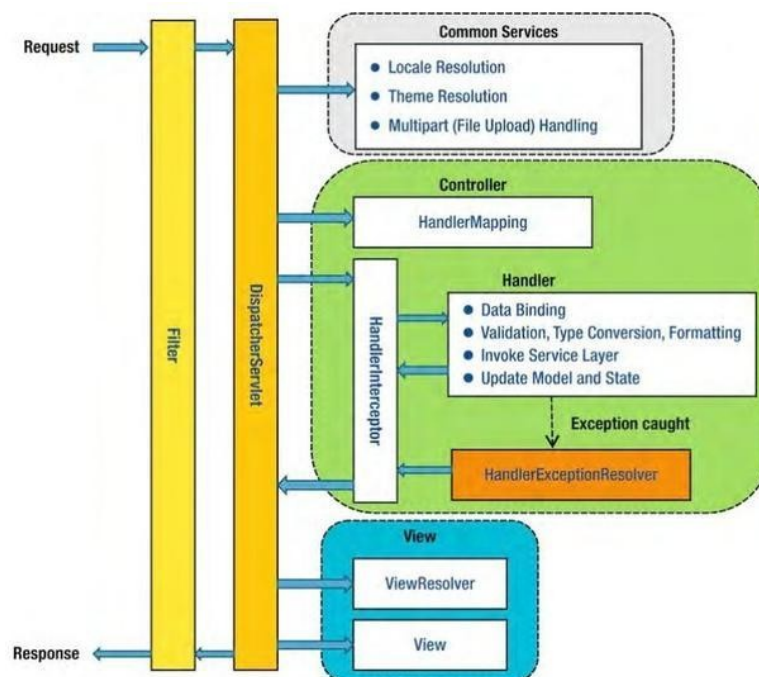 Request
Common Services
Locale Resolution
Theme Resolution
Multipart (File Upload) Handling
Controller
HandlerMapping
Handler
Data Binding
Validation, Type Conversion, Formatting
Invoke Service Layer
Update Model and State
Filter
DispatcherServlet
HandlerInterceptor
Exception caught
HandlerExceptionResolver
View
ViewResolver
View
Response